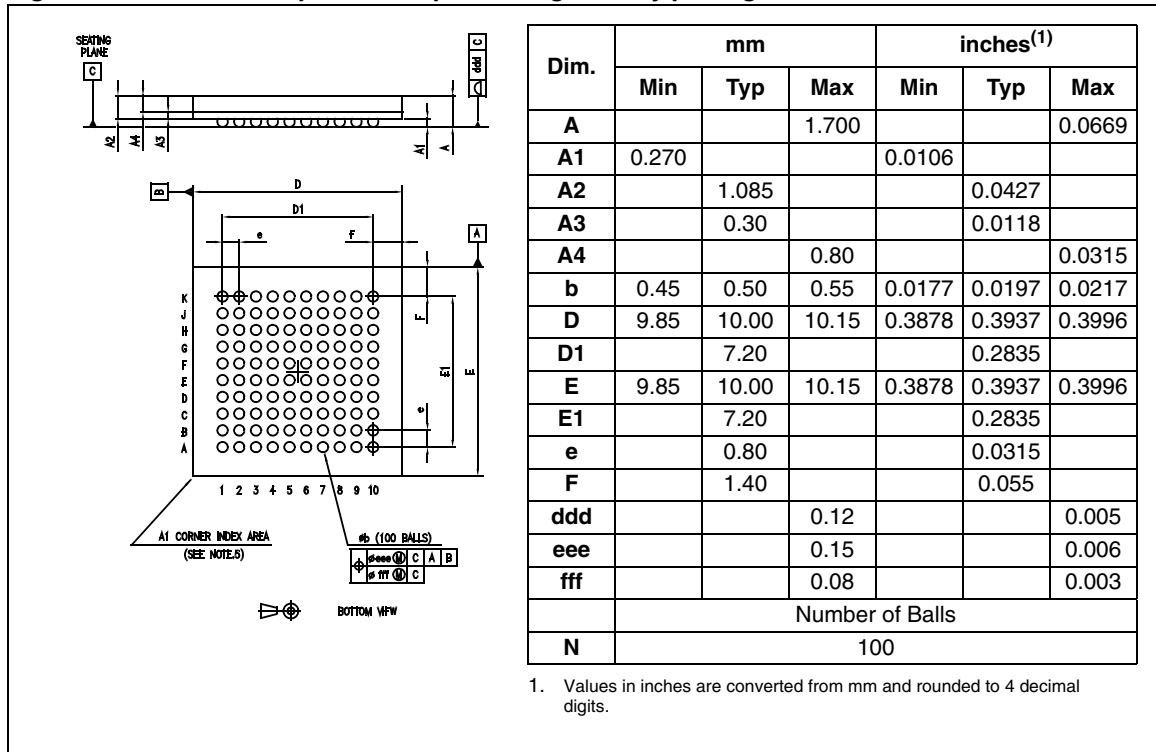 SEATING
PLANE
C
ddd C
A2
A4
A3
A1
A
B
D
D1
e
F
A
K
J
H
G
F
E
D
C
B
A
F
E1
E
e
1 2 3 4 5 6 7 8 9 10
A1 CORNER INDEX AREA
(SEE NOTE.5)
øb (100 BALLS)
øeee M C A B
ø fff M C
BOTTOM VIEW
Dim. mm inches(1)
Min Typ Max Min Typ Max
A 1.700 0.0669
A1 0.270 0.0106
A2 1.085 0.0427
A3 0.30 0.0118
A4 0.80 0.0315
b 0.45 0.50 0.55 0.0177 0.0197 0.0217
D 9.85 10.00 10.15 0.3878 0.3937 0.3996
D1 7.20 0.2835
E 9.85 10.00 10.15 0.3878 0.3937 0.3996
E1 7.20 0.2835
e 0.80 0.0315
F 1.40 0.055
ddd 0.12 0.005
eee 0.15 0.006
fff 0.08 0.003
Number of Balls
N 100
1. Values in inches are converted from mm and rounded to 4 decimal
digits.